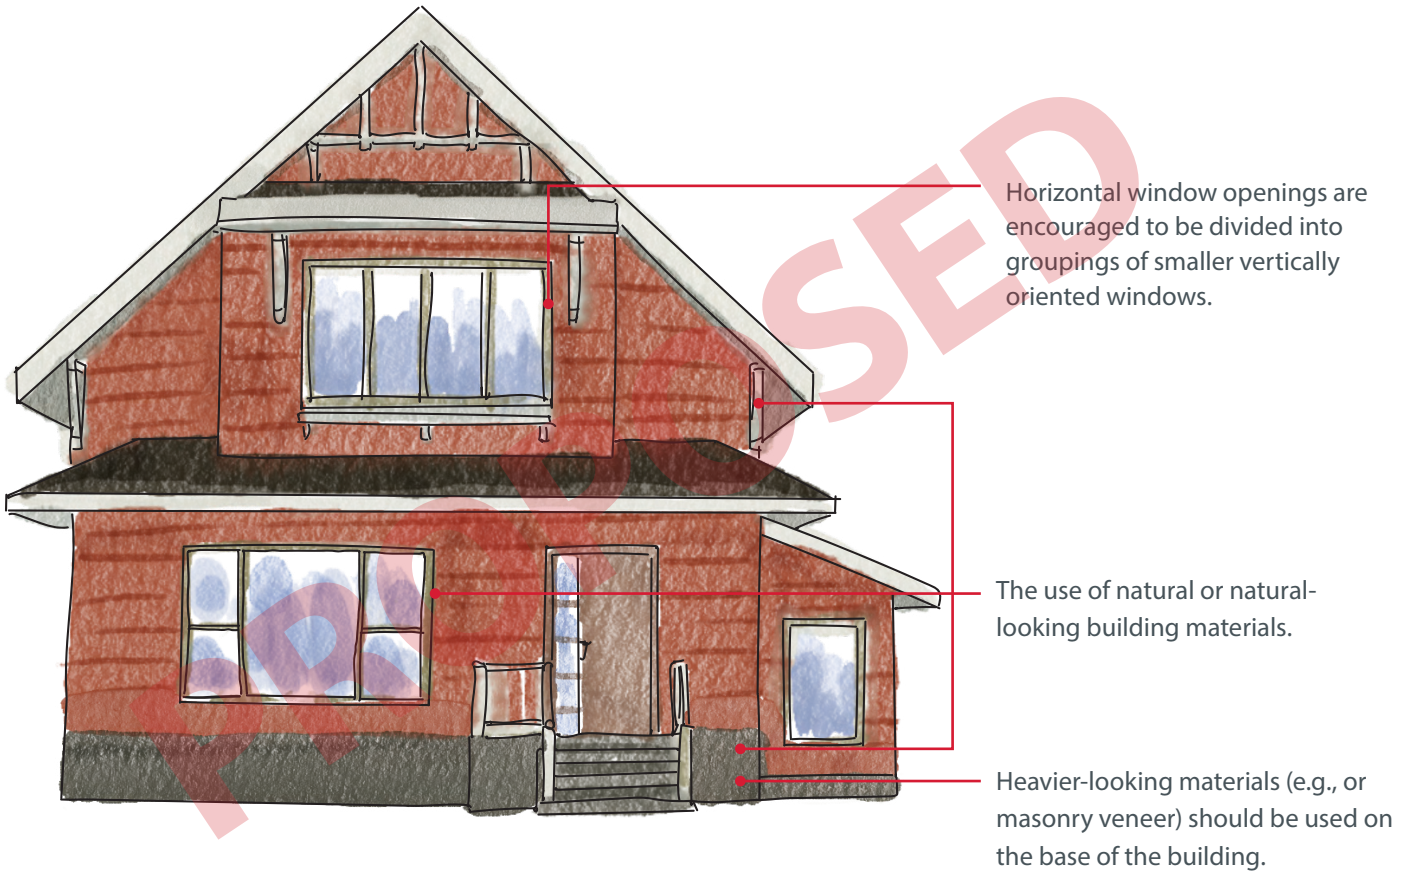 Horizontal window openings are
encouraged to be divided into
groupings of smaller vertically
oriented windows.
PROPOSED
The use of natural or natural-
looking building materials.
Heavier-looking materials (e.g., or
masonry veneer) should be used on
the base of the building.